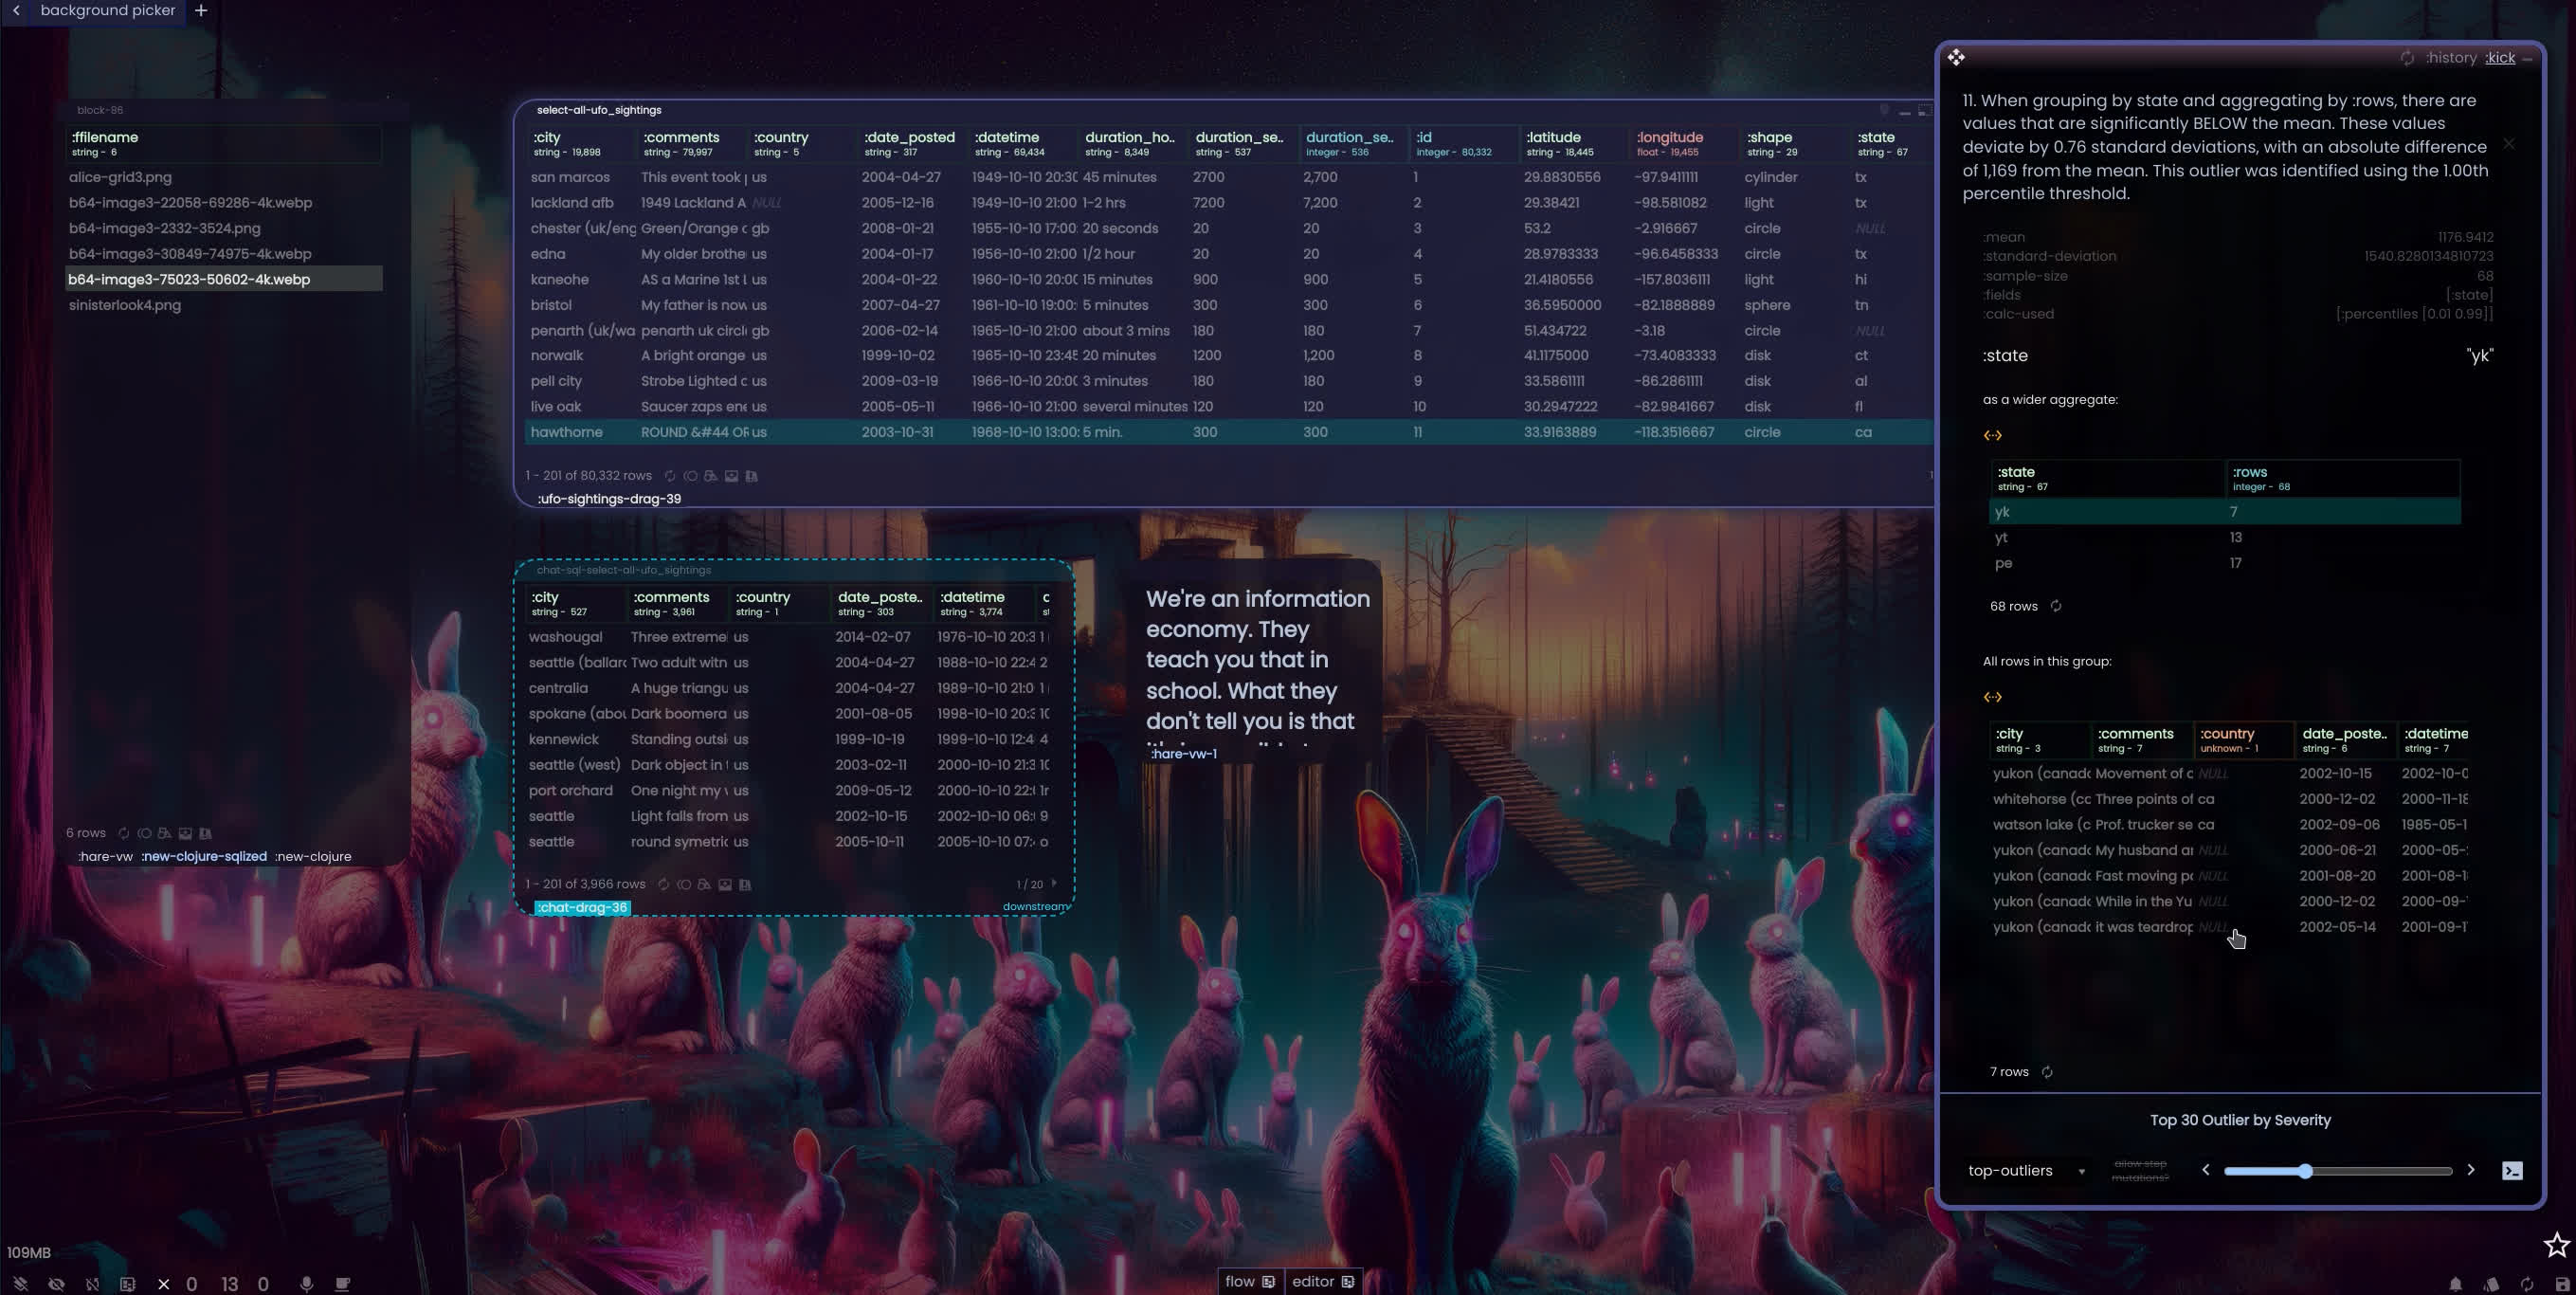 background picker +
block-86
:ffilename
string - 6
alice-grid3.png
b64-image3-22058-69286-4k.webp
b64-image3-2332-3524.png
b64-image3-30849-74975-4k.webp
b64-image3-75023-50602-4k.webp
sinisterlook4.png
6 rows
:hare-vw :new-clojure-sqlized :new-clojure
select-all-ufo_sightings
:city :comments :country :date_posted :datetime duration_ho.. duration_se.. duration_se.. :id :latitude :longitude :shape :state
string - 19,898 string - 79,997 string - 5 string - 317 string - 69,434 string - 8,349 string - 537 integer - 536 integer - 80,332 string - 18,445 float - 19,455 string - 29 string - 67
san marcos This event took us 2004-04-27 1949-10-10 20:30 45 minutes 2700 2,700 1 29.8830556 -97.9411111 cylinder tx
lackland afb 1949 Lackland A NULL 2005-12-16 1949-10-10 21:00 1-2 hrs 7200 7,200 2 29.38421 -98.581082 light tx
chester (uk/eng Green/Orange c gb 2008-01-21 1955-10-10 17:00 20 seconds 20 20 3 53.2 -2.916667 circle NULL
edna My older brothe us 2004-01-17 1956-10-10 21:00 1/2 hour 20 20 4 28.9783333 -96.6458333 circle tx
kaneohe AS a Marine 1st L us 2004-01-22 1960-10-10 20:00 15 minutes 900 900 5 21.4180556 -157.8036111 light hi
bristol My father is now us 2007-04-27 1961-10-10 19:00: 5 minutes 300 300 6 36.5950000 -82.1888889 sphere tn
penarth (uk/wa penarth uk circl gb 2006-02-14 1965-10-10 21:00 about 3 mins 180 180 7 51.434722 -3.18 circle NULL
norwalk A bright orange us 1999-10-02 1965-10-10 23:45 20 minutes 1200 1,200 8 41.1175000 -73.4083333 disk ct
pell city Strobe Lighted c us 2009-03-19 1966-10-10 20:00 3 minutes 180 180 9 33.5861111 -86.2861111 disk al
live oak Saucer zaps ene us 2005-05-11 1966-10-10 21:00 several minutes 120 120 10 30.2947222 -82.9841667 disk fl
hawthorne ROUND &#44 OR us 2003-10-31 1968-10-10 13:00: 5 min. 300 300 11 33.9163889 -118.3516667 circle ca
1 - 201 of 80,332 rows
:ufo-sightings-drag-39
chat-sql-select-all-ufo_sightings
:city :comments :country date_poste.. :datetime
string - 527 string - 3,961 string - 1 string - 303 string - 3,774
washougal Three extreme us 2014-02-07 1976-10-10 20:3 1
seattle (ballarc Two adult witn us 2004-04-27 1988-10-10 22:4 2
centralia A huge triangu us 2004-04-27 1989-10-10 21:0 1
spokane (abou Dark boomera us 2001-08-05 1998-10-10 20:3 10
kennewick Standing outsi us 1999-10-19 1999-10-10 12:4 4
seattle (west) Dark object in us 2003-02-11 2000-10-10 21:3 10
port orchard One night my us 2009-05-12 2000-10-10 22:
seattle Light falls from us 2002-10-15 2002-10-10 06: 9
seattle round symetric us 2005-10-11 2005-10-10 07: o
1 - 201 of 3,966 rows 1 / 20
:chat-drag-36 downstream
We're an information
economy. They
teach you that in
school. What they
don't tell you is that
:hare-vw-1
:history :kick
11. When grouping by state and aggregating by :rows, there are
values that are significantly BELOW the mean. These values
deviate by 0.76 standard deviations, with an absolute difference
of 1,169 from the mean. This outlier was identified using the 1.00th
percentile threshold.
:mean 1176.9412
:standard-deviation 1540.8280134810723
:sample-size 68
:fields [:state]
:calc-used [:percentiles [0.01 0.99]]
:state "yk"
as a wider aggregate:
:state :rows
string - 67 integer - 68
yk 7
yt 13
pe 17
68 rows
All rows in this group:
:city :comments :country date_poste.. :datetime
string - 3 string - 7 unknown - 1 string - 6 string - 7
yukon (canadc Movement of c NULL 2002-10-15 2002-10-0
whitehorse (cc Three points of ca 2000-12-02 2000-11-18
watson lake (c Prof. trucker se ca 2002-09-06 1985-05-1
yukon (canadc My husband ar NULL 2000-06-21 2000-05-
yukon (canadc Fast moving pc NULL 2001-08-20 2001-08-1
yukon (canadc While in the Yu NULL 2000-12-02 2000-09-
yukon (canadc it was teardrop NULL 2002-05-14 2001-09-1
7 rows
Top 30 Outlier by Severity
top-outliers allow step
mutations?
109MB
0 13 0
flow editor